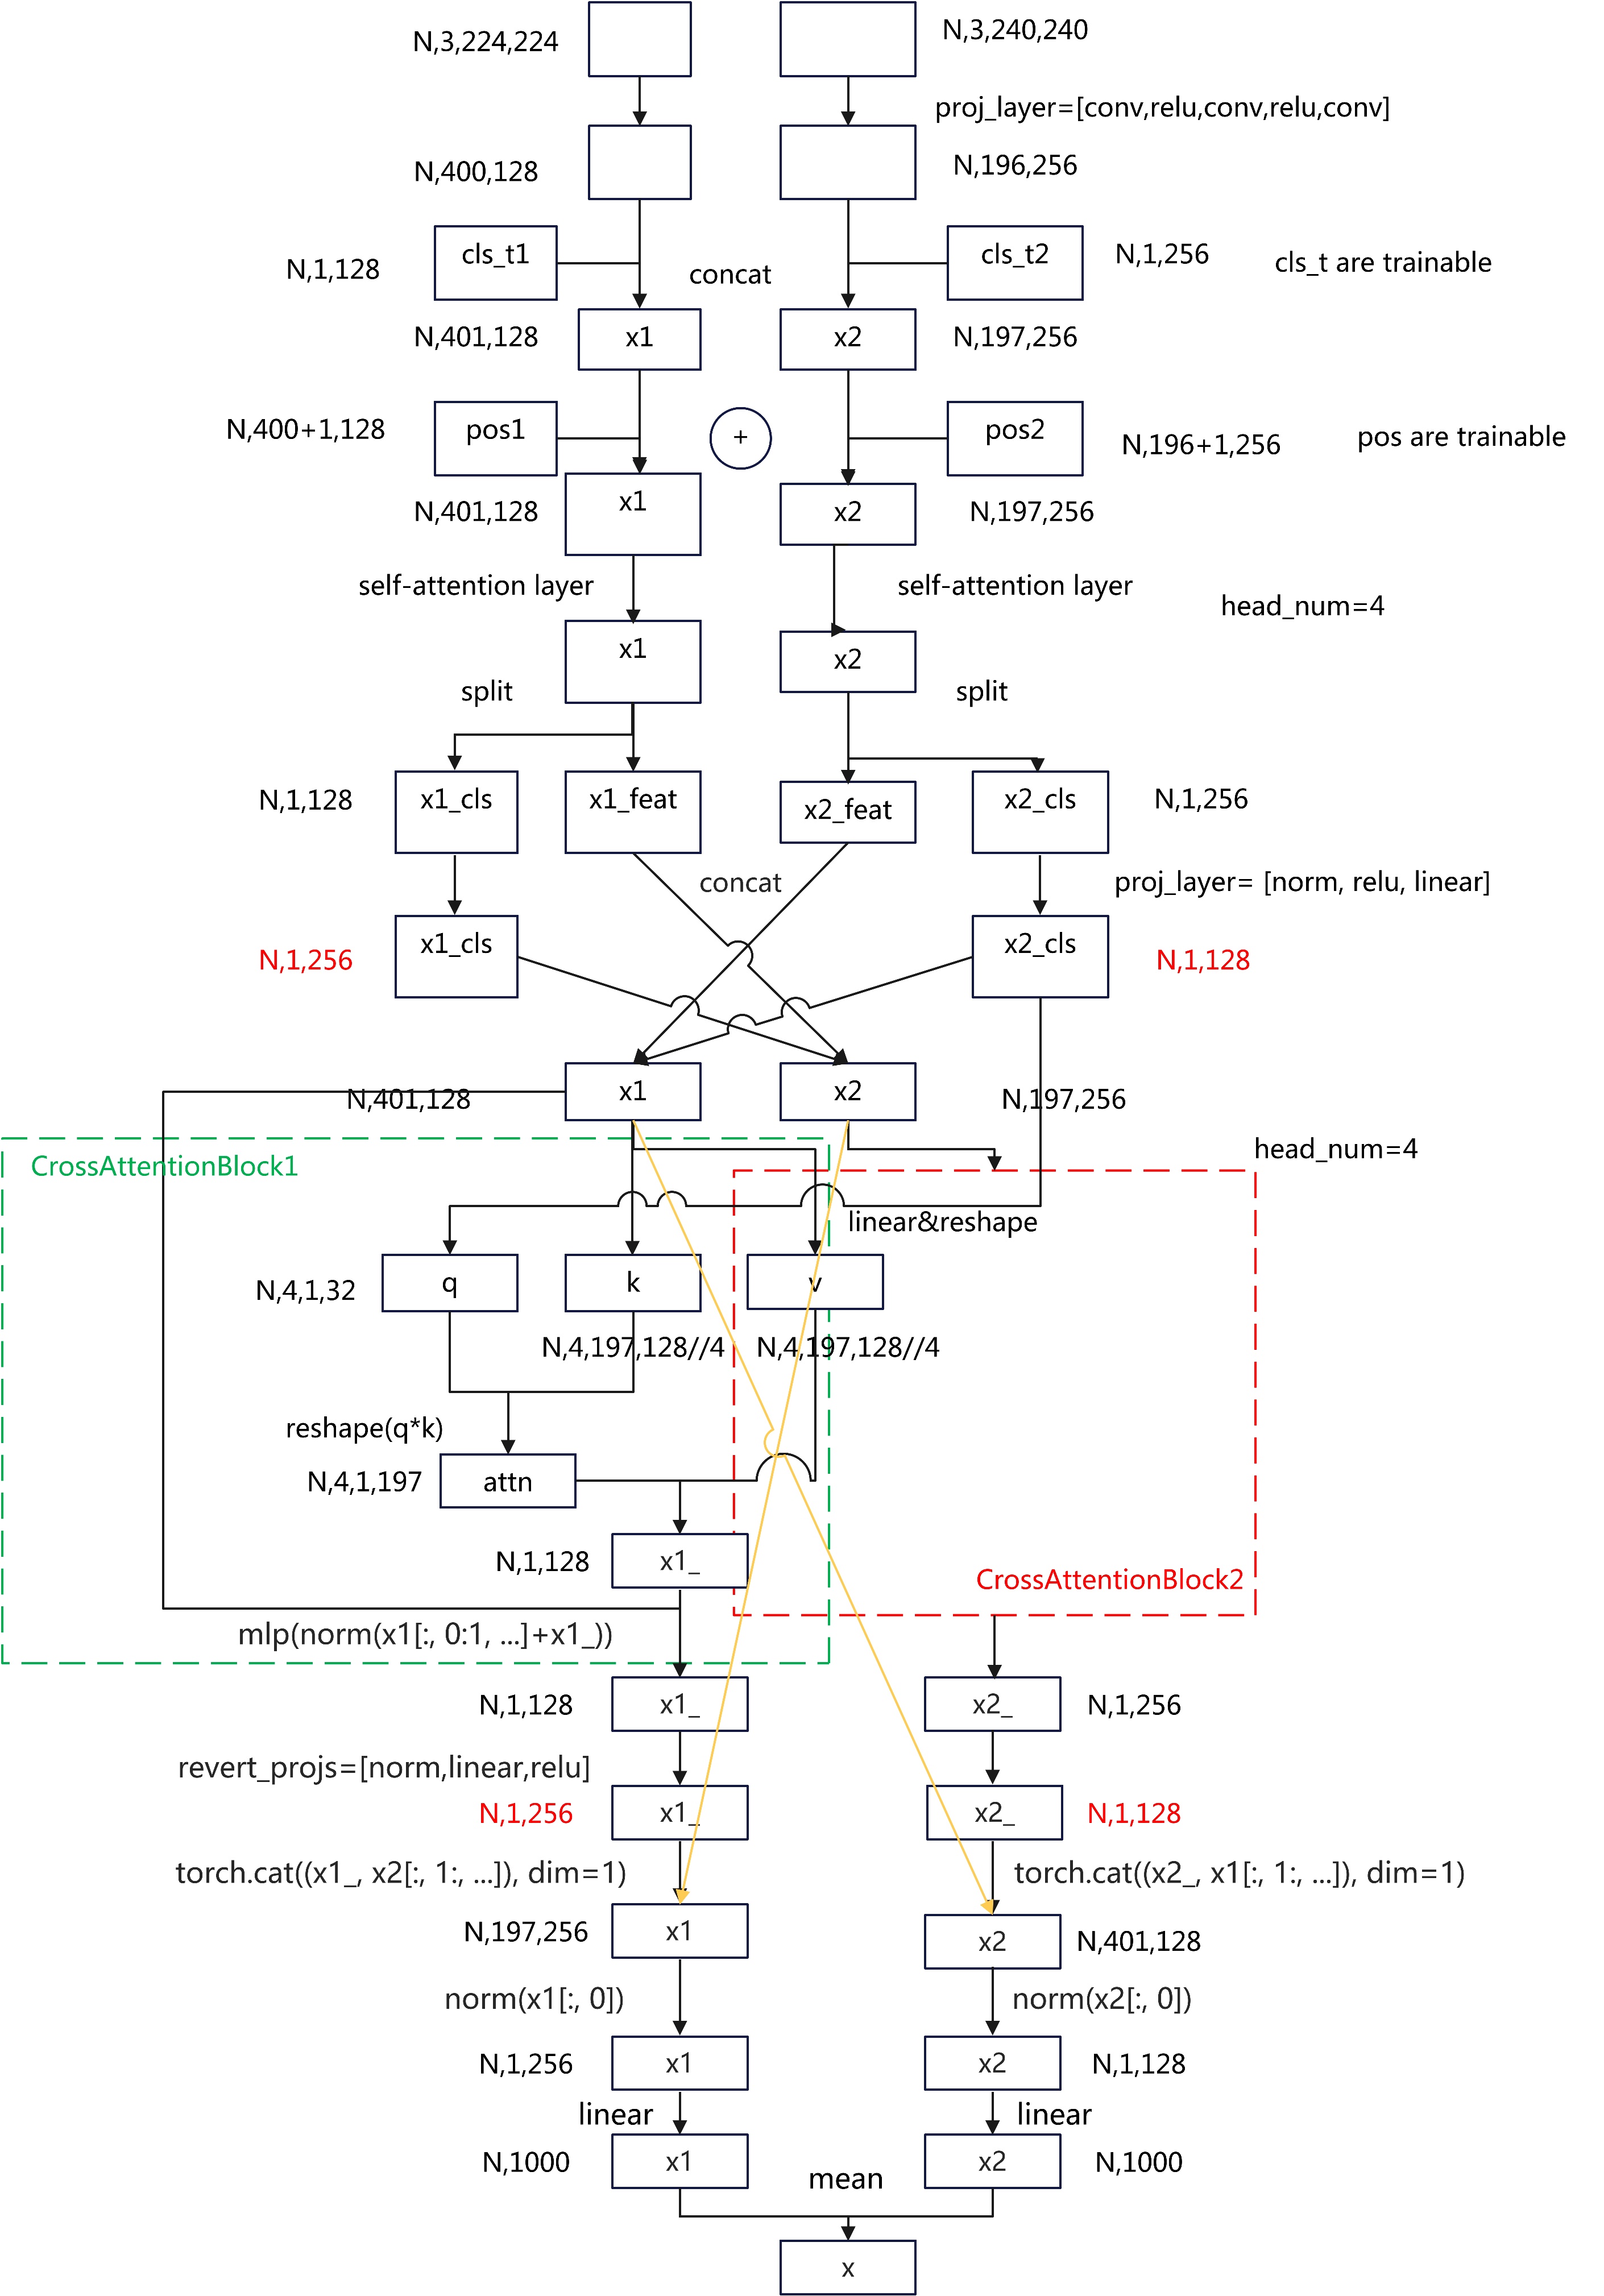 N,3,224,224
N,3,240,240
proj_layer=[conv,relu,conv,relu,conv]
N,400,128
N,196,256
cls_t1
cls_t2
N,1,128
N,1,256
cls_t are trainable
concat
N,401,128
x1
x2
N,197,256
N,400+1,128
pos1
+
pos2
N,196+1,256
pos are trainable
N,401,128
x1
x2
N,197,256
self-attention layer
self-attention layer
head_num=4
x1
x2
split
split
N,1,128
x1_cls
x1_feat
x2_feat
x2_cls
N,1,256
concat
proj_layer= [norm, relu, linear]
N,1,256
x1_cls
x2_cls
N,1,128
N,401,128
x1
x2
N,197,256
CrossAttentionBlock1
head_num=4
linear&reshape
N,4,1,32
q
k
v
N,4,197,128//4
N,4,197,128//4
reshape(q*k)
N,4,1,197
attn
N,1,128
x1_
CrossAttentionBlock2
mlp(norm(x1[:, 0:1, ...]+x1_))
N,1,128
x1_
x2_
N,1,256
revert_projs=[norm,linear,relu]
N,1,256
x1_
x2_
N,1,128
torch.cat((x1_, x2[:, 1:, ...]), dim=1)
torch.cat((x2_, x1[:, 1:, ...]), dim=1)
N,197,256
x1
x2
N,401,128
norm(x1[:, 0])
norm(x2[:, 0])
N,1,256
x1
x2
N,1,128
linear
linear
N,1000
x1
x2
N,1000
mean
x